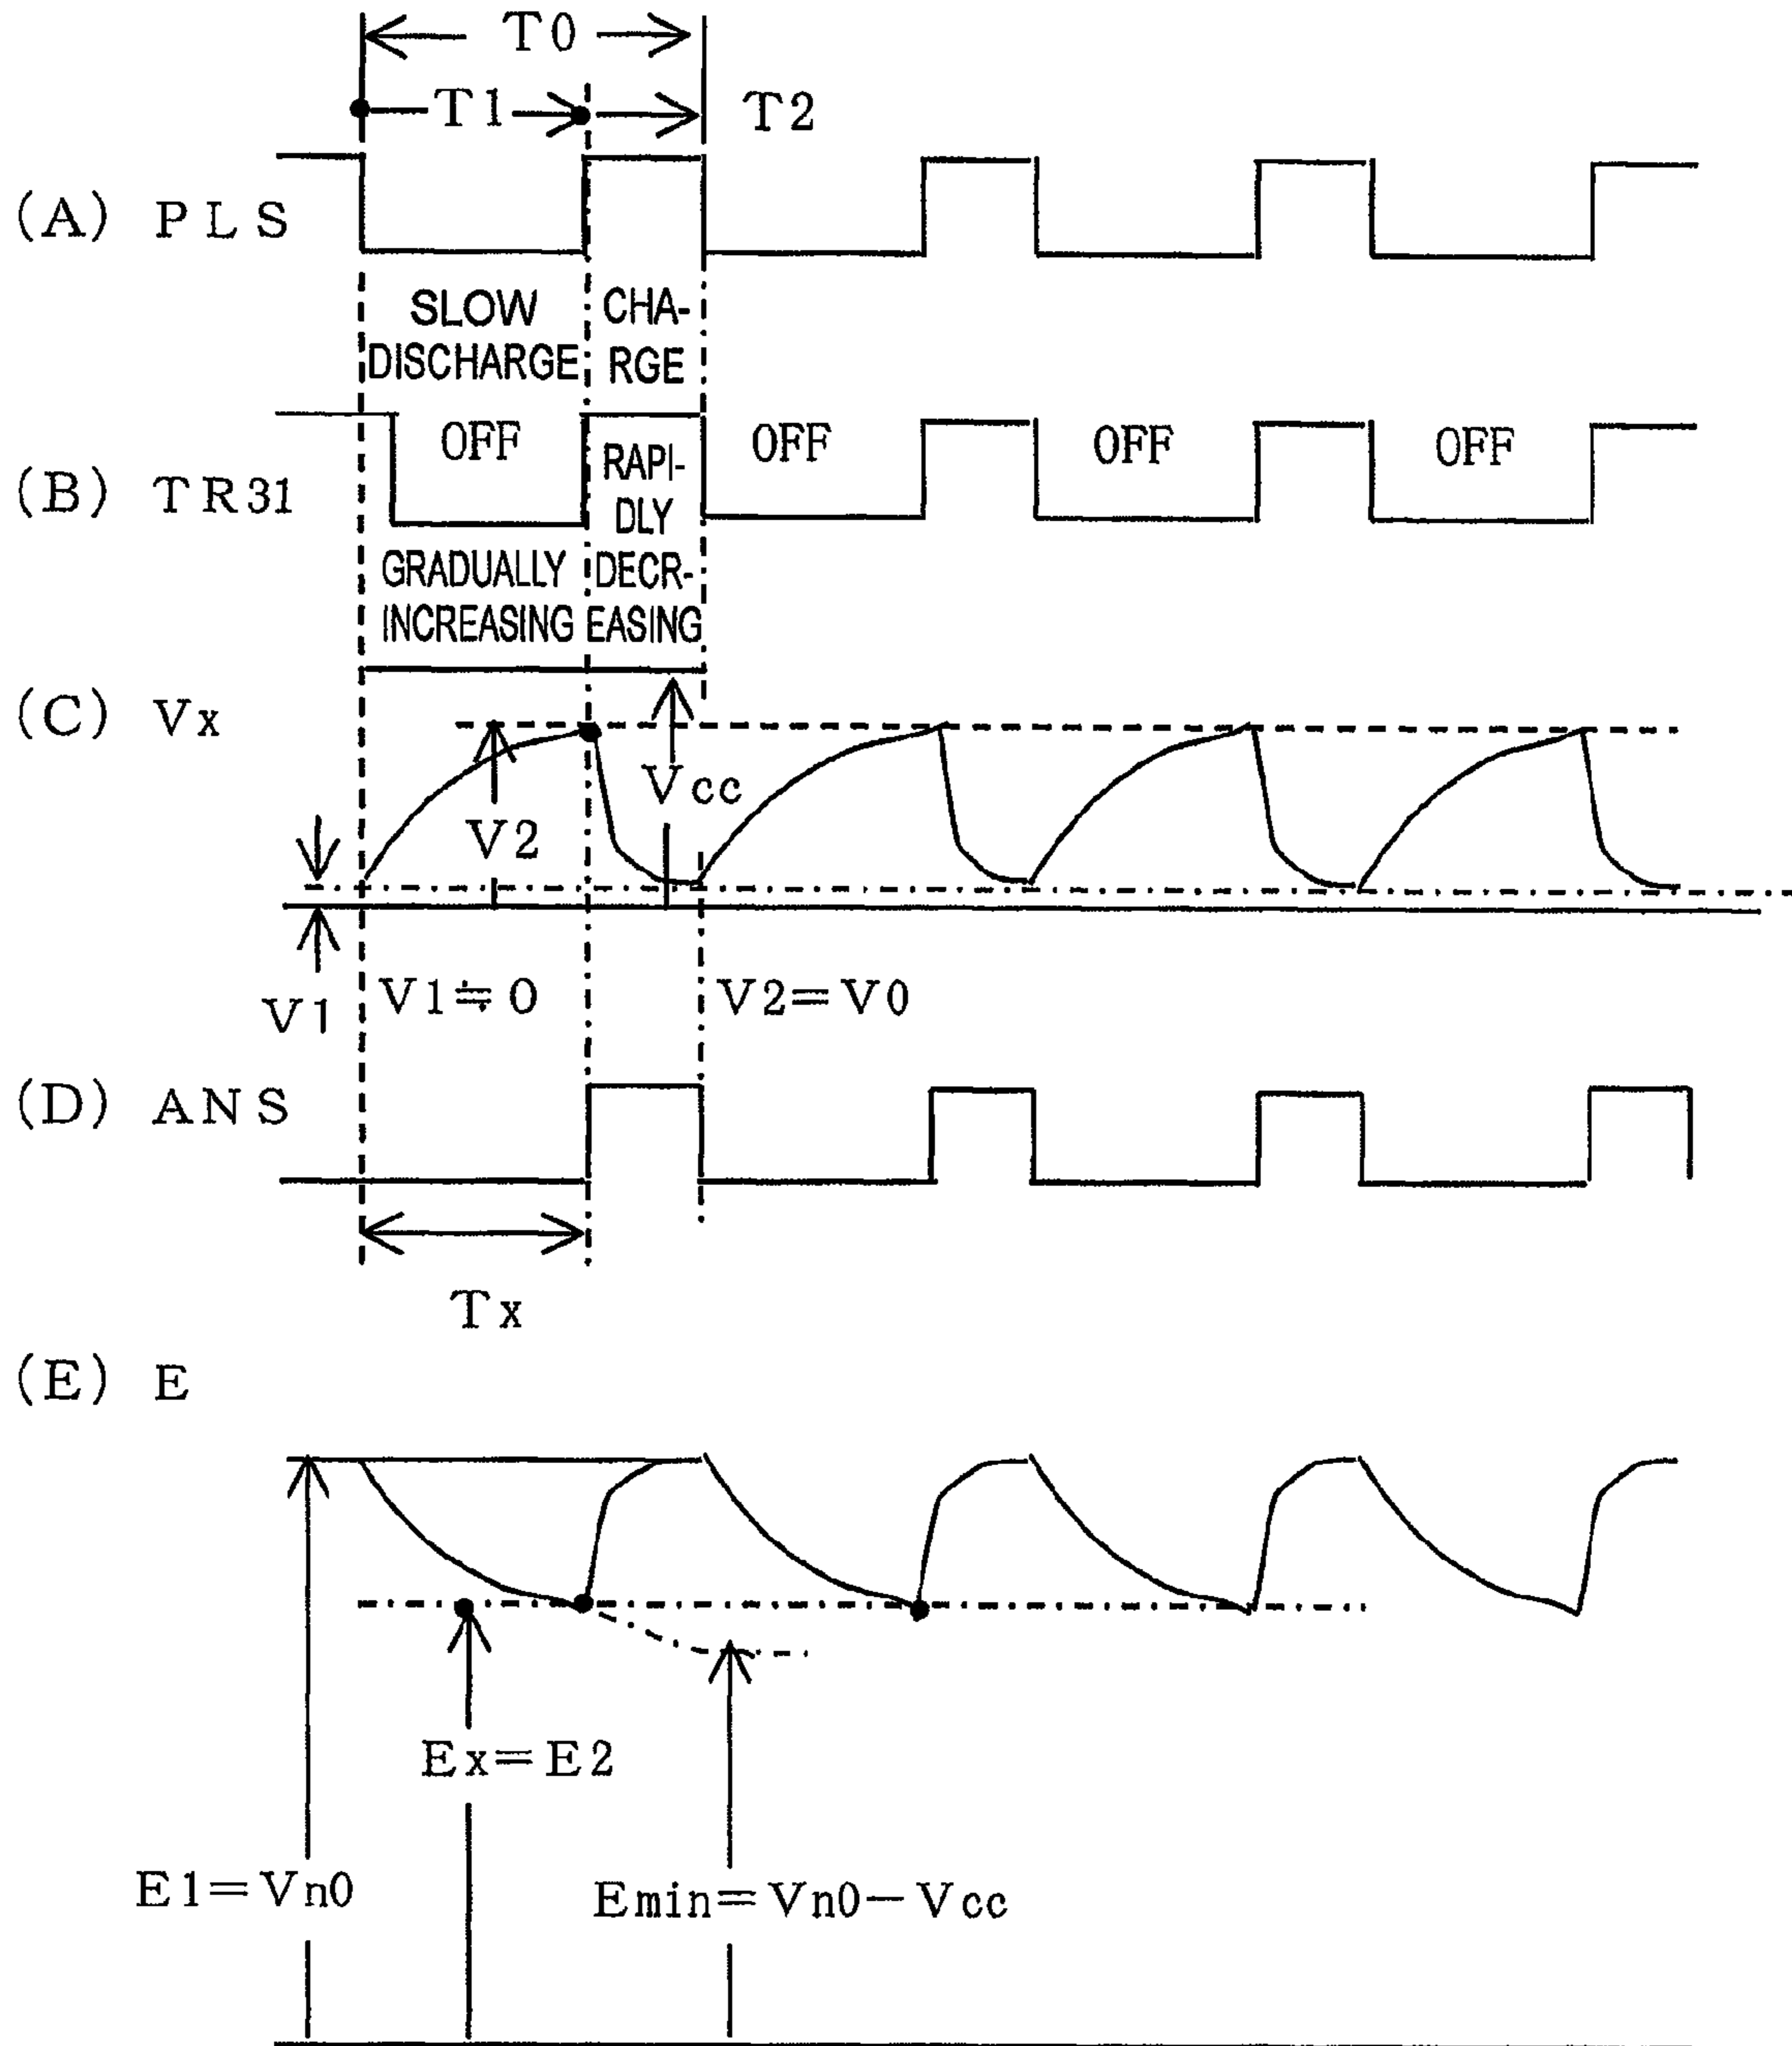 T0
T1
T2
(A) PLS
SLOW
DISCHARGE
CHA-
RGE
(B) TR31
OFF
RAPI-
DLY
DECR-
EASING
OFF
OFF
OFF
GRADUALLY
INCREASING
(C) Vx
V2
Vcc
V1
V1≒0
V2=V0
(D) ANS
Tx
(E) E
Ex=E2
E1=Vn0
Emin=Vn0-Vcc